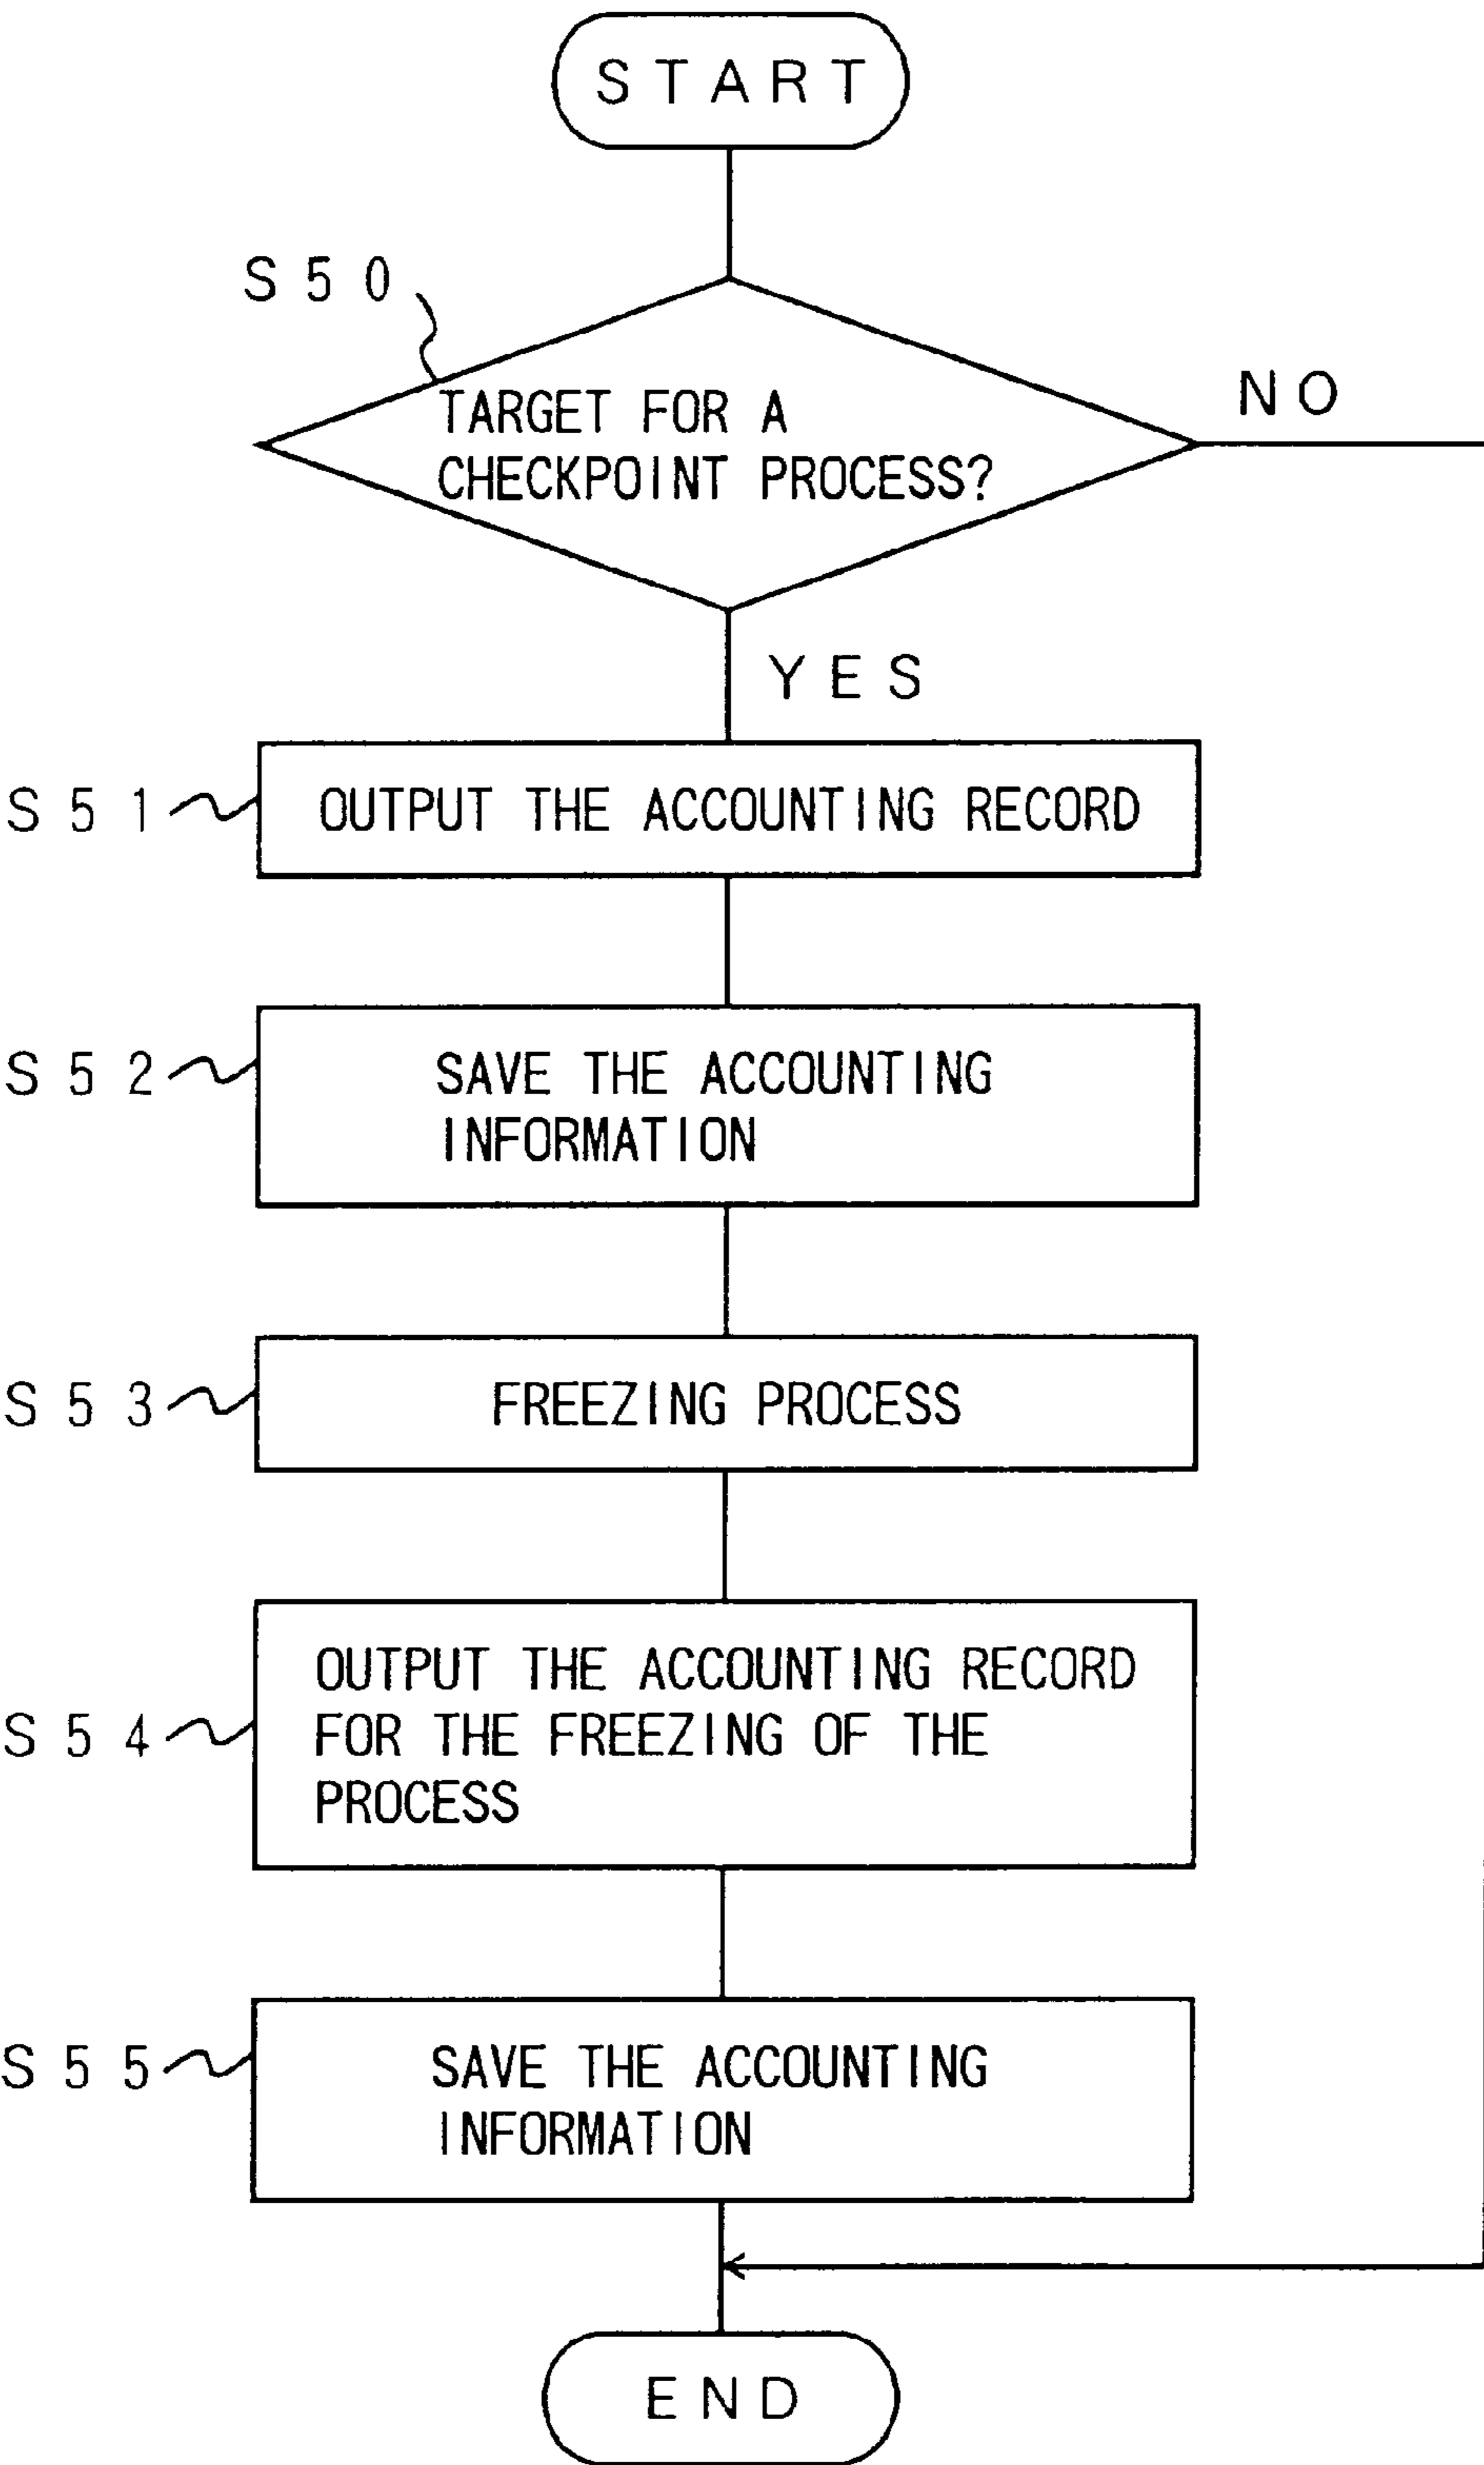 START
S50
TARGET FOR A
CHECKPOINT PROCESS?
NO
YES
S51
OUTPUT THE ACCOUNTING RECORD
S52
SAVE THE ACCOUNTING
INFORMATION
S53
FREEZING PROCESS
OUTPUT THE ACCOUNTING RECORD
S54
FOR THE FREEZING OF THE
PROCESS
S55
SAVE THE ACCOUNTING
INFORMATION
END